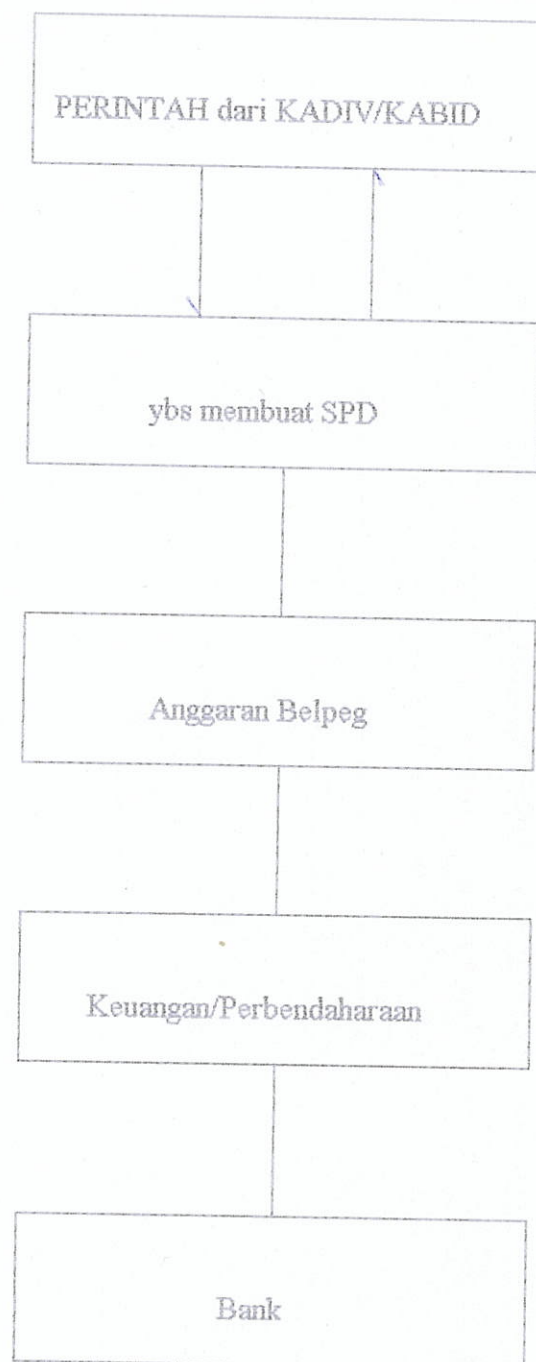 PERINTAH dari KADIV/KABID
ybs membuat SPD
Anggaran Belpeg
Keuangan/Perbendaharaan
Bank